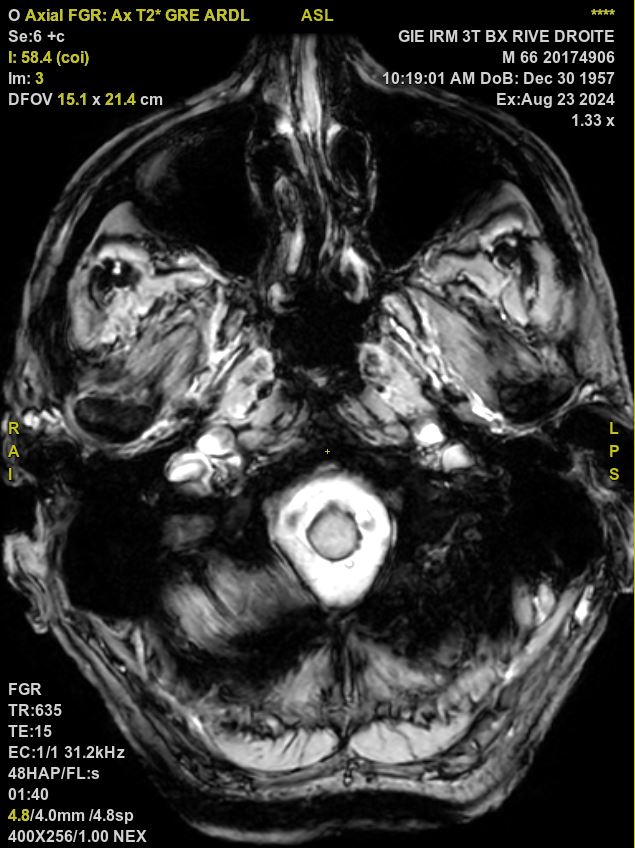 O Axial FGR: Ax T2* GRE ARDL
Se:6 +c
I: 58.4 (coi)
Im: 3
DFOV 15.1 x 21.4 cm
ASL
****
GIE IRM 3T BX RIVE DROITE
M 66 20174906
10:19:01 AM DoB: Dec 30 1957
Ex:Aug 23 2024
1.33 x
R
A
I
L
P
S
FGR
TR:635
TE:15
EC:1/1 31.2kHz
48HAP/FL:s
01:40
4.8/4.0mm /4.8sp
400X256/1.00 NEX